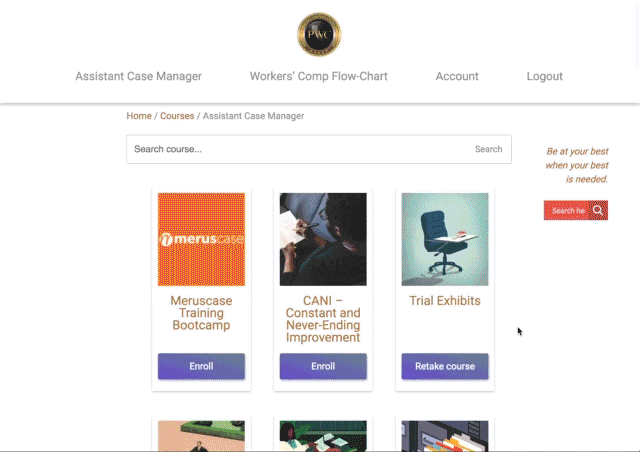 PWC
Assistant Case Manager
Workers' Comp Flow-Chart
Account
Logout
Home / Courses / Assistant Case Manager
Search course...
Search
Be at your best
when your best
is needed.
Search he
meruscase
Meruscase
Training
Bootcamp
Enroll
CANI –
Constant and
Never-Ending
Improvement
Enroll
Trial Exhibits
Retake course